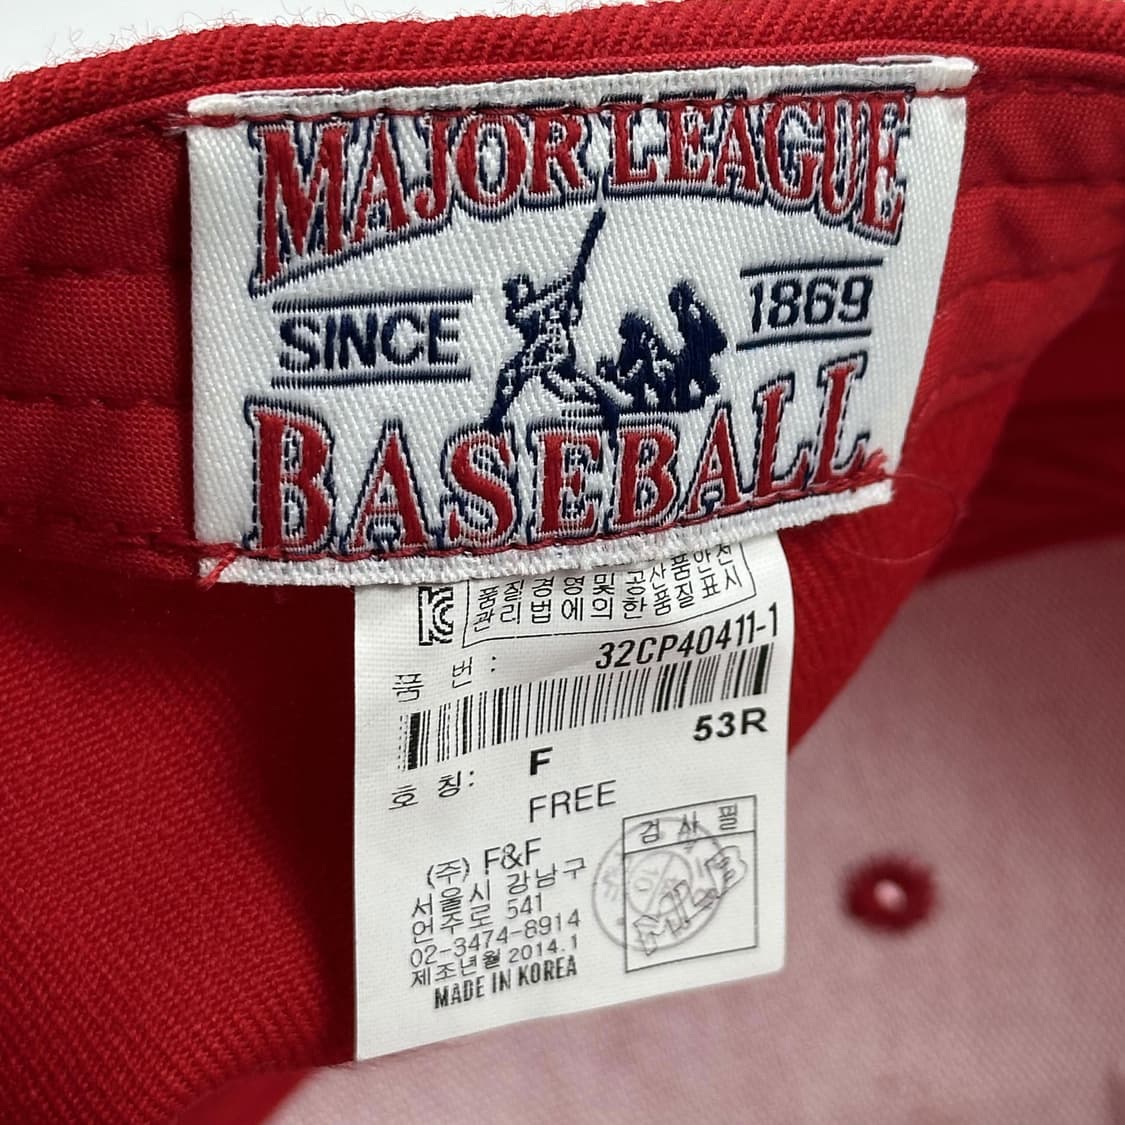 MAJOR LEAGUE
SINCE 1869
BASEBALL
품질경영및공산품안전
관리법에의한품질표시
품 번 : 32CP40411-1
53R
호 칭: F
FREE
(주) F&F
서울시 강남구
언주로 541
02-3474-8914
제조년월 2014.1
MADE IN KOREA
검 사 필
MLB